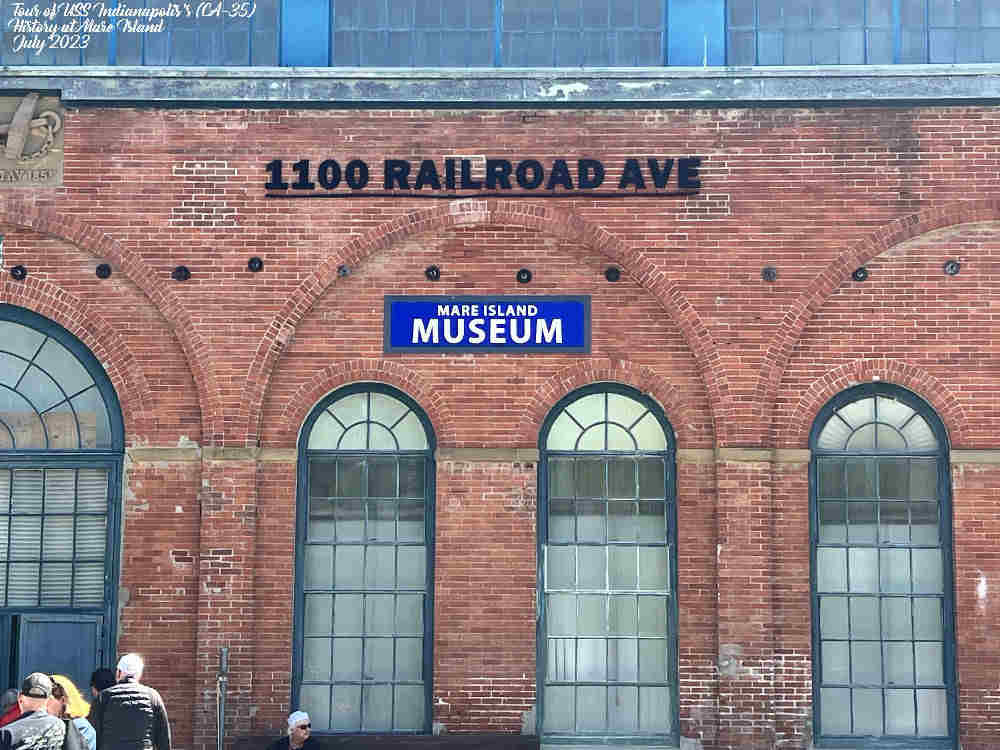 Tour of USS Indianapolis's (CA-35)
History at Mare Island
July 2023
1100 RAILROAD AVE
MARE ISLAND
MUSEUM